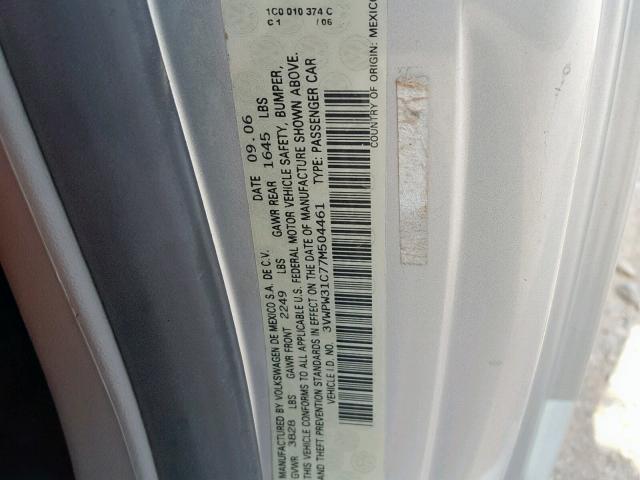 1C0 010 374 C
C1 /06
MANUFACTURED BY VOLKSWAGEN DE MEXICO S.A. DE C.V. DATE 09.06
GVWR 3828 LBS GAWR FRONT 2249 LBS GAWR REAR 1645 LBS
THIS VEHICLE CONFORMS TO ALL APPLICABLE U.S. FEDERAL MOTOR VEHICLE SAFETY, BUMPER,
AND THEFT PREVENTION STANDARDS IN EFFECT ON THE DATE OF MANUFACTURE SHOWN ABOVE.
VEHICLE I.D. NO. 3VWPW31C77M504461 TYPE: PASSENGER CAR
COUNTRY OF ORIGIN: MEXICO